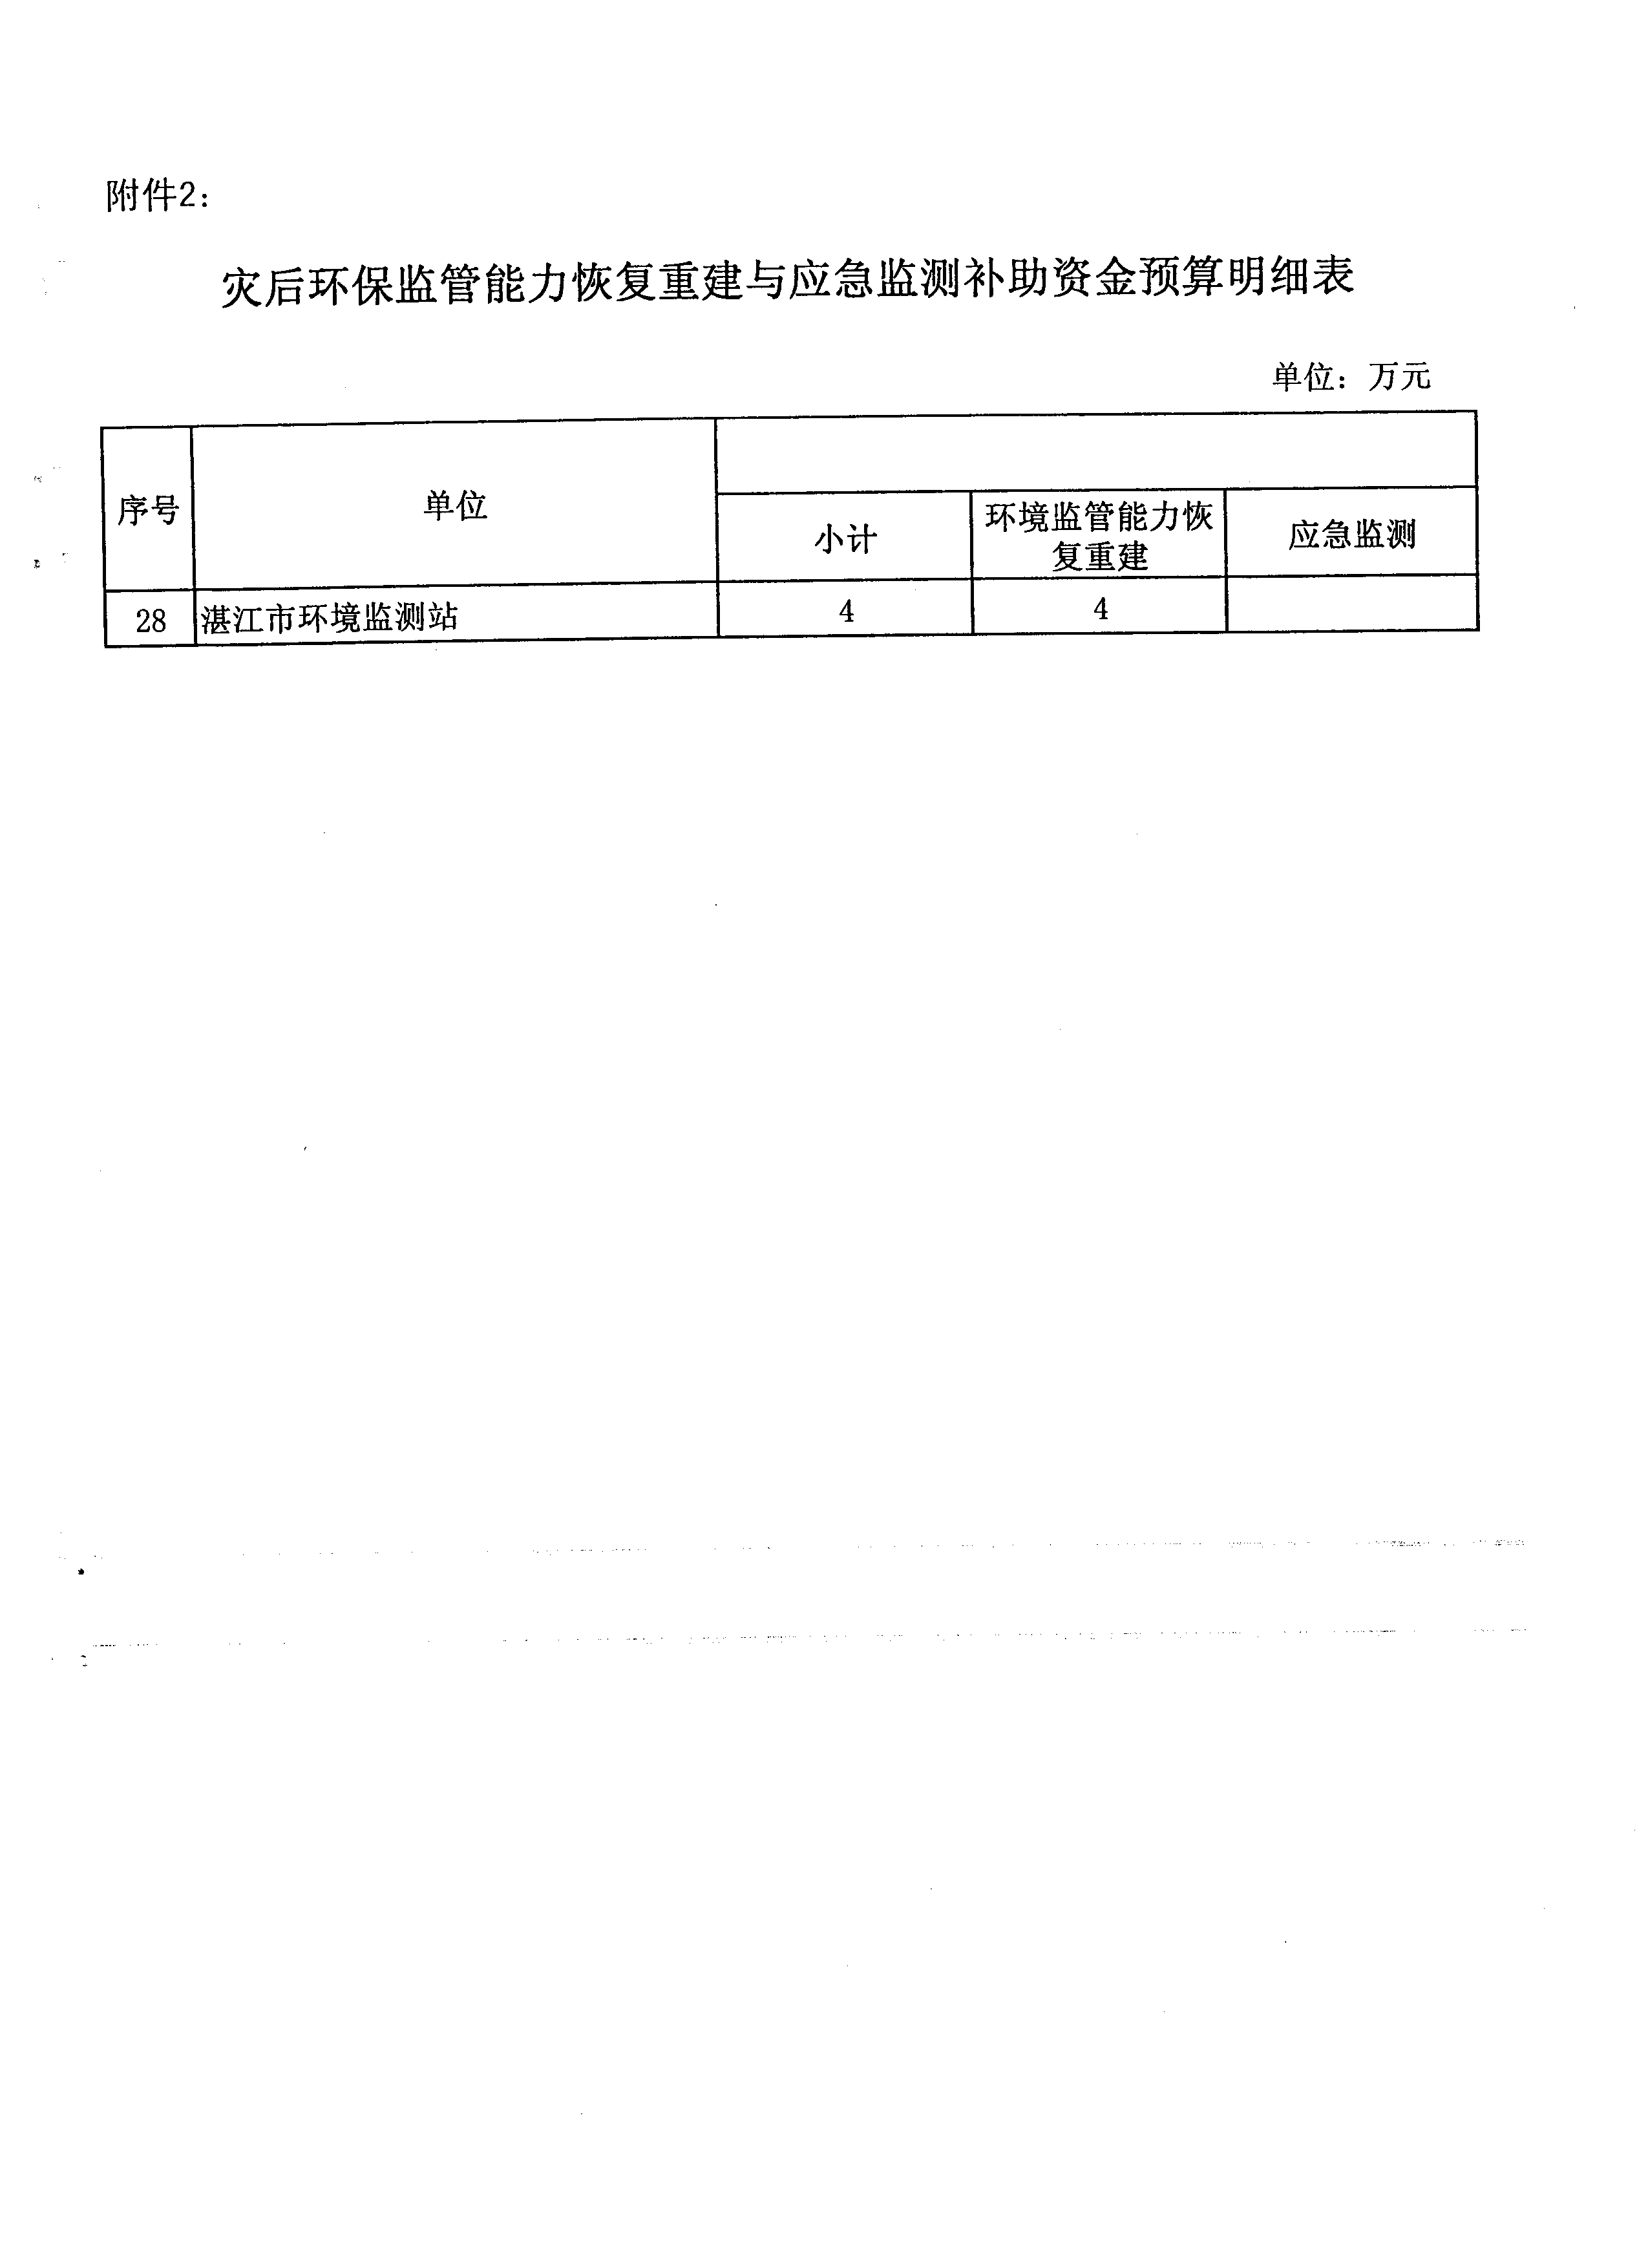 附件2：
灾后环保监管能力恢复重建与应急监测补助资金预算明细表
单位：万元
序号
单位
小计
环境监管能力恢
复重建
应急监测
28
湛江市环境监测站
4
4